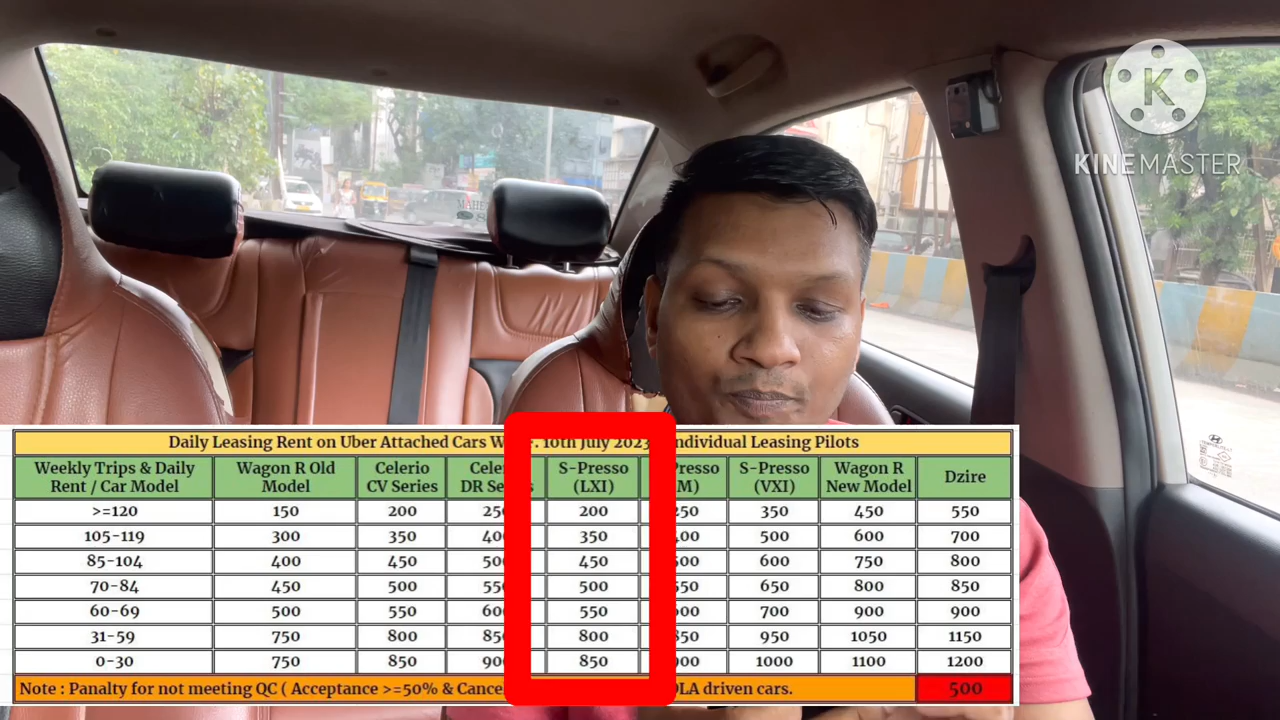 K
KINEMASTER
MAHE
Daily Leasing Rent on Uber Attached Cars 10th July 2023 Individual Leasing Pilots
Weekly Trips & Daily Rent / Car Model Wagon R Old Model Celerio CV Series DR S-Presso (LXI) S-Presso (VXI) Wagon R New Model Dzire
>=120 150 200 200 350 450 550
105-119 300 350 350 500 600 700
85-104 400 450 450 600 750 800
70-84 450 500 500 650 800 850
60-69 500 550 550 700 900 900
31-59 750 800 800 950 1050 1150
0-30 750 850 850 1000 1100 1200
Note : Panalty for not meeting QC ( Acceptance >=50% & driven cars. 500